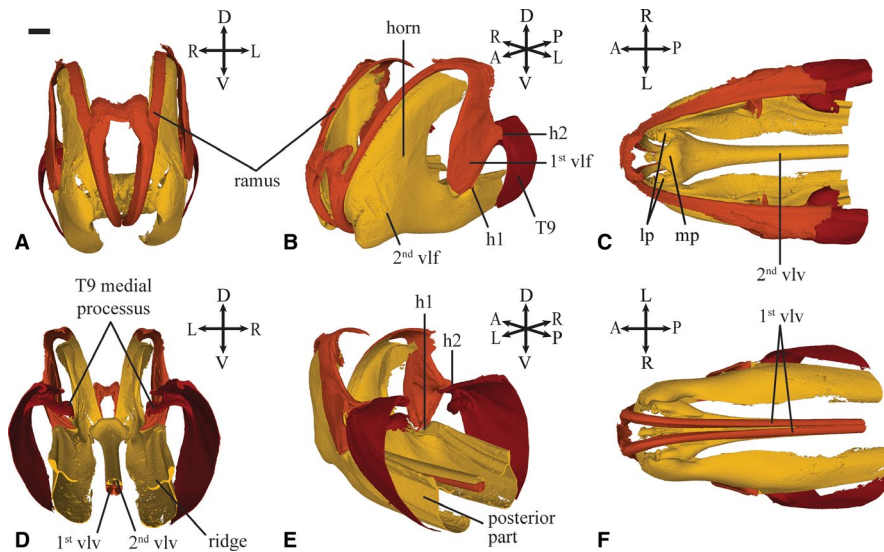 D
R L
V
A
ramus
horn
D
R P
A L
V
h2
1st vlf
h1
T9
2nd vlf
B
R
A P
L
lp
mp
2nd vlv
C
T9 medial
processus
D
L R
V
1st vlv
2nd vlv
ridge
D
h1
h2
D
A R
L P
V
posterior
part
E
L
A P
R
1st vlv
F